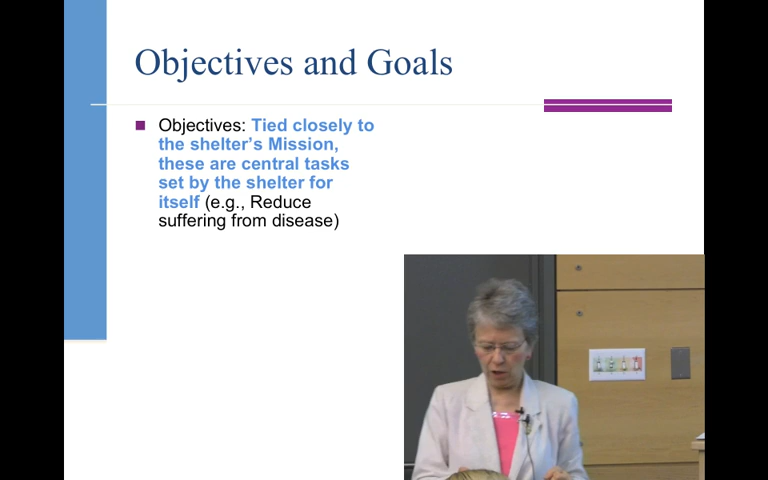 Objectives and Goals
Objectives: Tied closely to
the shelter's Mission,
these are central tasks
set by the shelter for
itself (e.g., Reduce
suffering from disease)